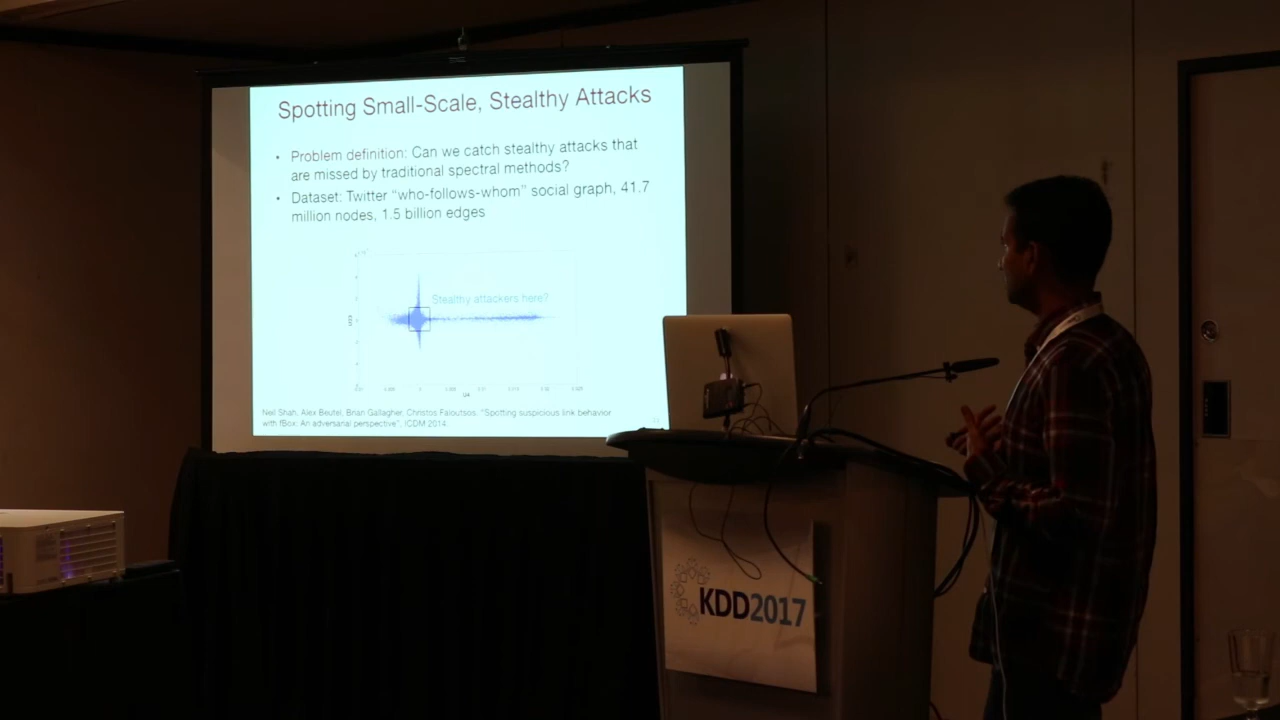 Spotting Small-Scale, Stealthy Attacks
• Problem definition: Can we catch stealthy attacks that
are missed by traditional spectral methods?
• Dataset: Twitter “who-follows-whom” social graph, 41.7
million nodes, 1.5 billion edges
Stealthy attackers here?
Neil Shah, Alex Beutel, Brian Gallagher, Christos Faloutsos. “Spotting suspicious link behavior
with fBox: An adversarial perspective”. ICDM 2014.
KDD2017